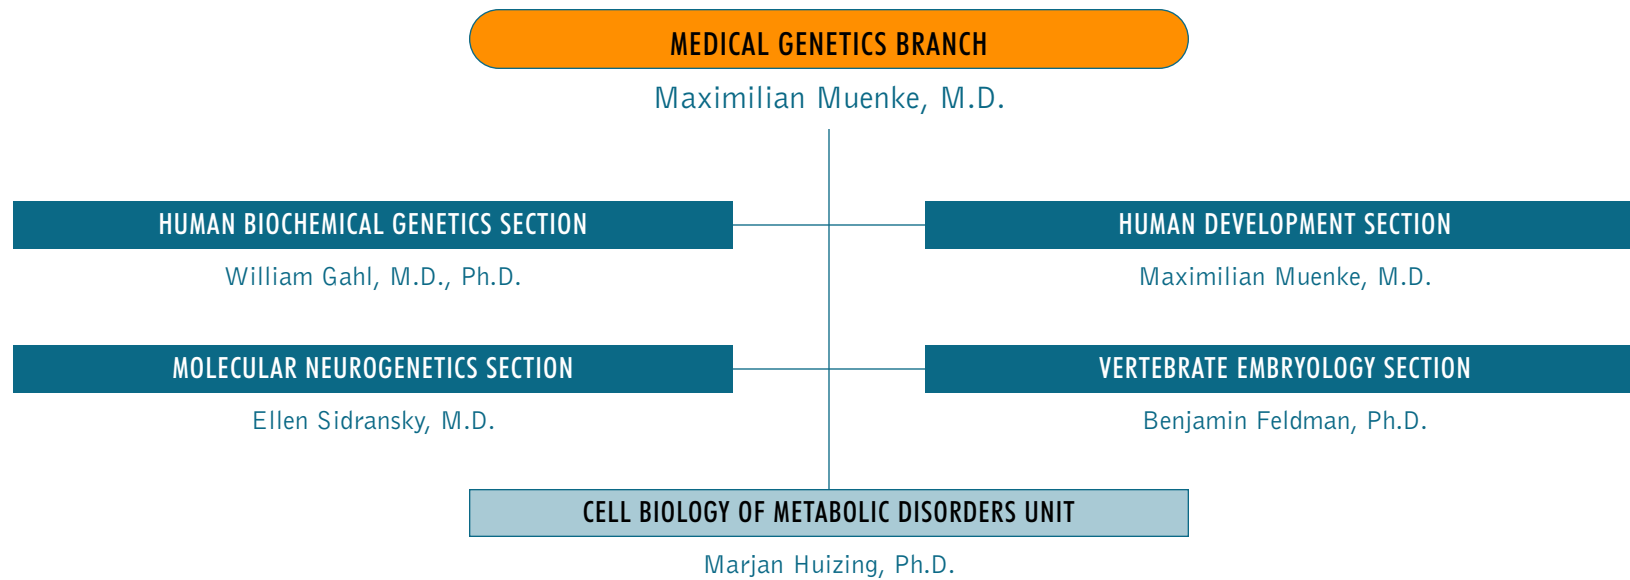 MEDICAL GENETICS BRANCH
Maximilian Muenke, M.D.
HUMAN BIOCHEMICAL GENETICS SECTION
William Gahl, M.D., Ph.D.
HUMAN DEVELOPMENT SECTION
Maximilian Muenke, M.D.
MOLECULAR NEUROGENETICS SECTION
Ellen Sidransky, M.D.
VERTEBRATE EMBRYOLOGY SECTION
Benjamin Feldman, Ph.D.
CELL BIOLOGY OF METABOLIC DISORDERS UNIT
Marjan Huizing, Ph.D.